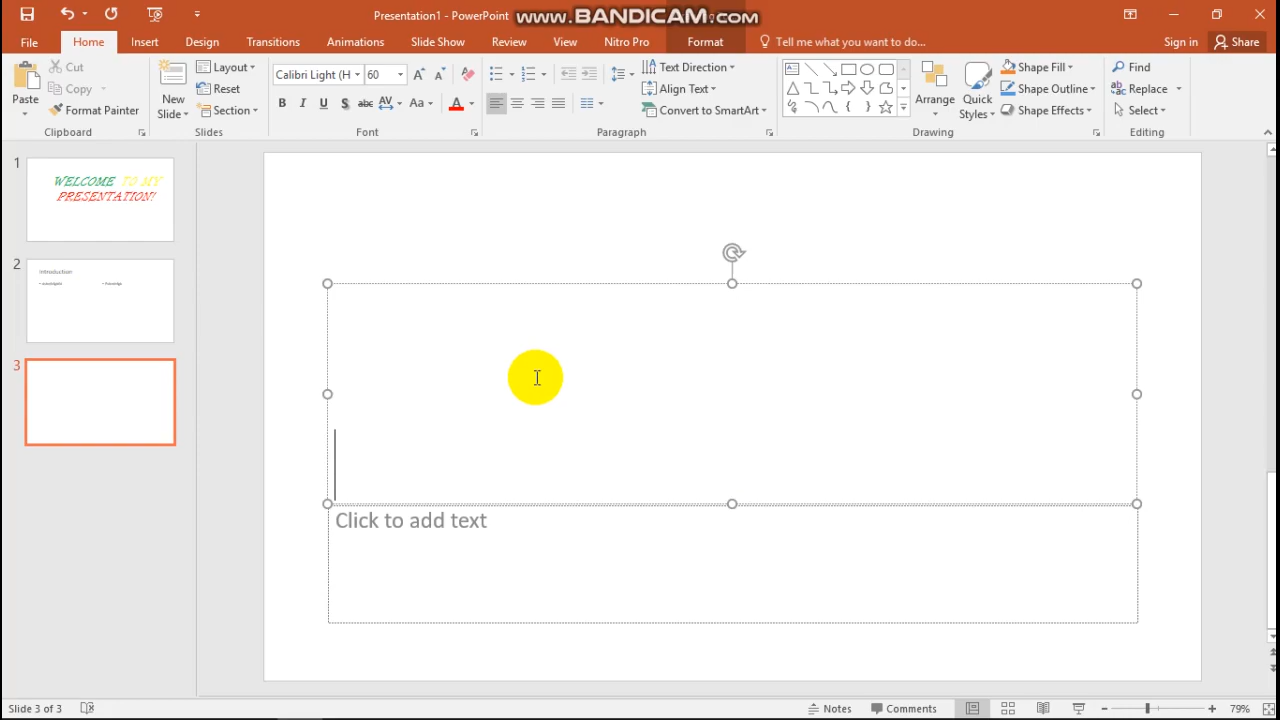 Presentation1 - PowerPoint
www.BANDICAM.com
File Home Insert Design Transitions Animations Slide Show Review View Nitro Pro Format Tell me what you want to do... Sign in Share
Paste
Cut
Copy
Format Painter
Clipboard
New
Slide
Layout
Reset
Section
Slides
Calibri Light (H 60
B I U S abc AV Aa A
Font
Text Direction
Align Text
Convert to SmartArt
Paragraph
Arrange
Quick
Styles
Shape Fill
Shape Outline
Shape Effects
Drawing
Find
Replace
Select
Editing
1
WELCOME TO MY
PRESENTATION!
2
Introduction:
3
Click to add text
Slide 3 of 3
Notes Comments 79%